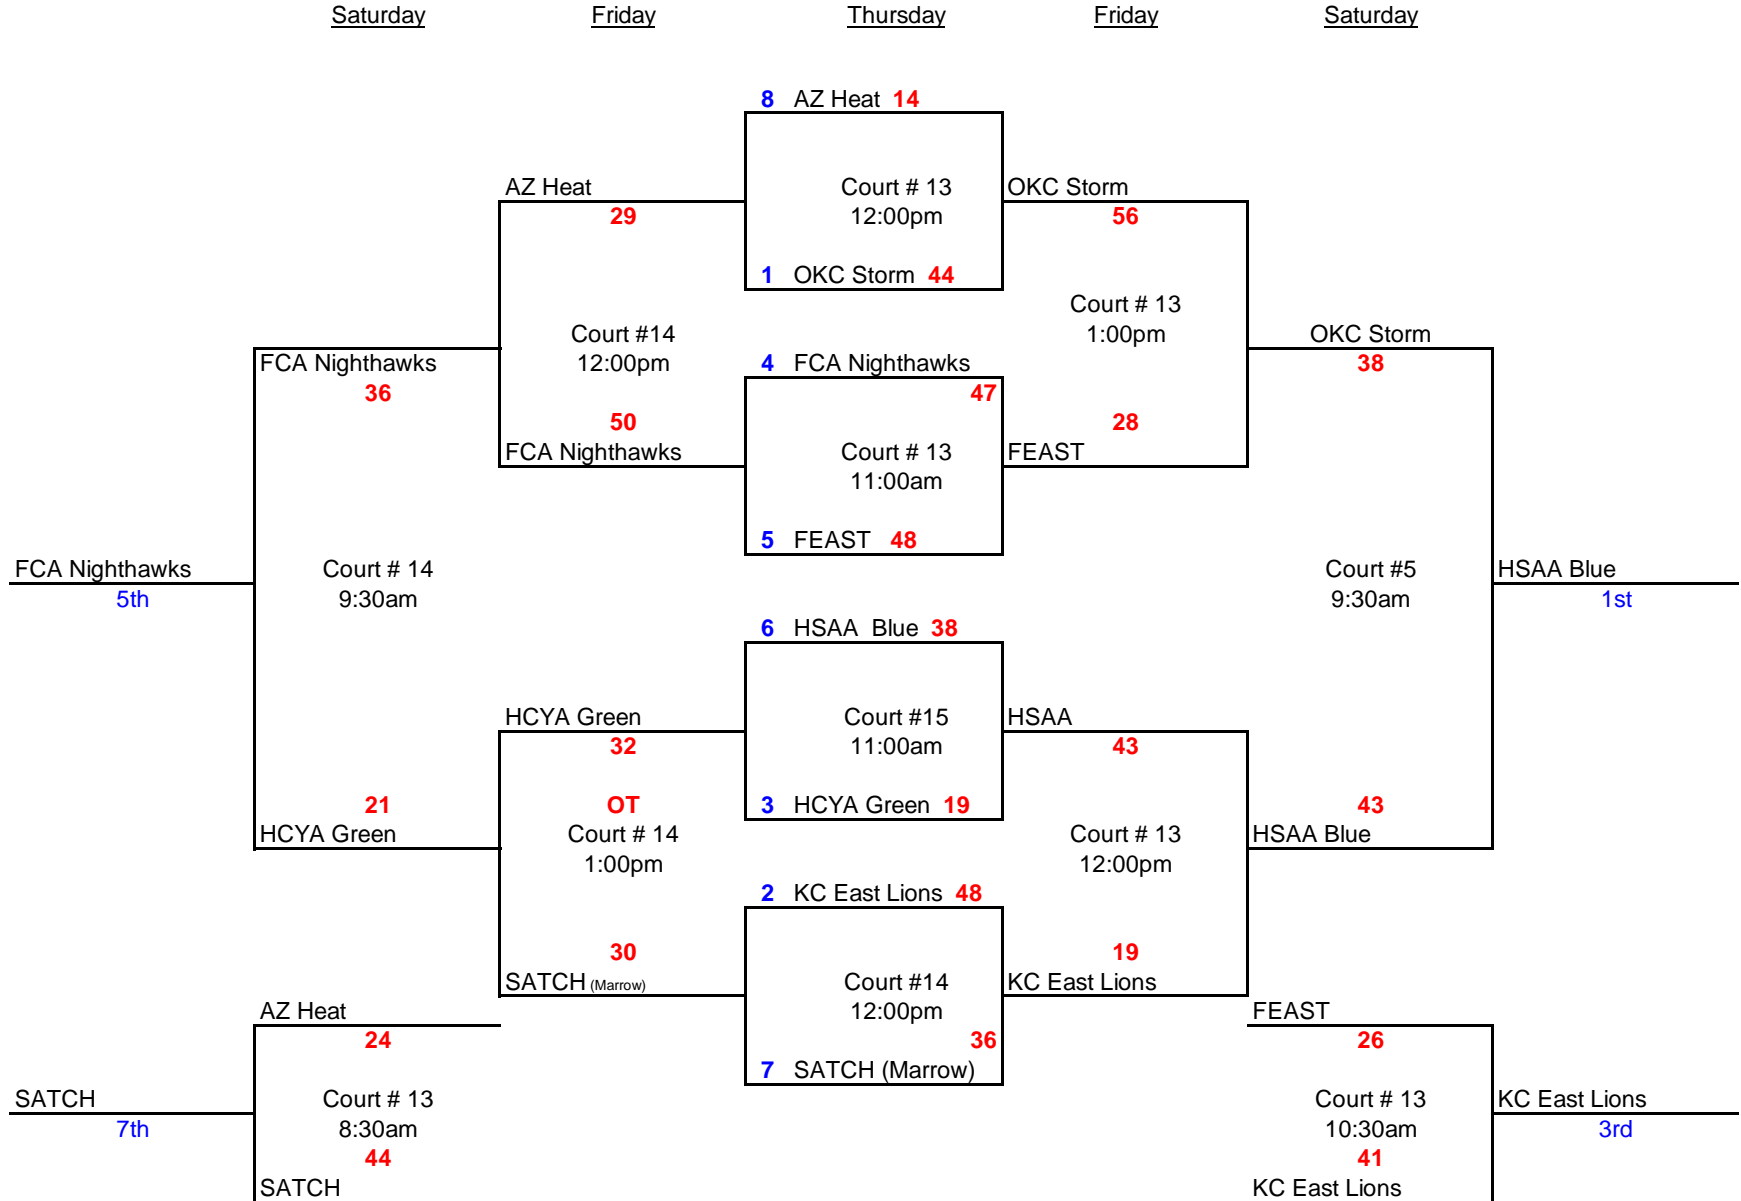 Saturday Friday Thursday Friday Saturday
8 AZ Heat 14
AZ Heat Court # 13 OKC Storm
29 12:00pm 56
1 OKC Storm 44
Court # 13
Court #14 1:00pm OKC Storm
FCA Nighthawks 12:00pm 4 FCA Nighthawks 38
36 47
50 28
FCA Nighthawks Court # 13 FEAST
11:00am
5 FEAST 48
FCA Nighthawks Court # 14 Court #5 HSAA Blue
5th 9:30am 9:30am 1st
6 HSAA  Blue 38
HCYA Green Court #15 HSAA
32 11:00am 43
21 OT 3 HCYA Green 19 43
HCYA Green Court # 14 Court # 13 HSAA Blue
1:00pm 12:00pm
2 KC East Lions 48
30 19
SATCH (Marrow) Court #14 KC East Lions
AZ Heat 12:00pm FEAST
24 36 26
7 SATCH (Marrow)
SATCH Court # 13 Court # 13 KC East Lions
7th 8:30am 10:30am 3rd
44 41
SATCH KC East Lions